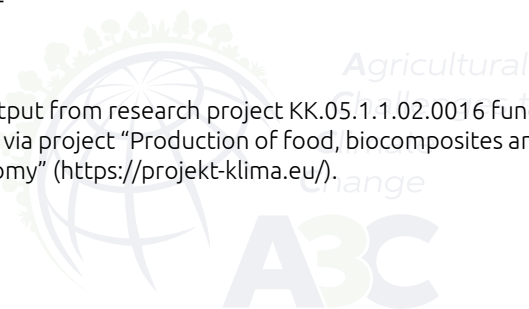 Agricultural
tput from research project KK.05.1.1.02.0016 fun
via project “Production of food, biocomposites an
omy” (https://projekt-klima.eu/).
Change
A3C